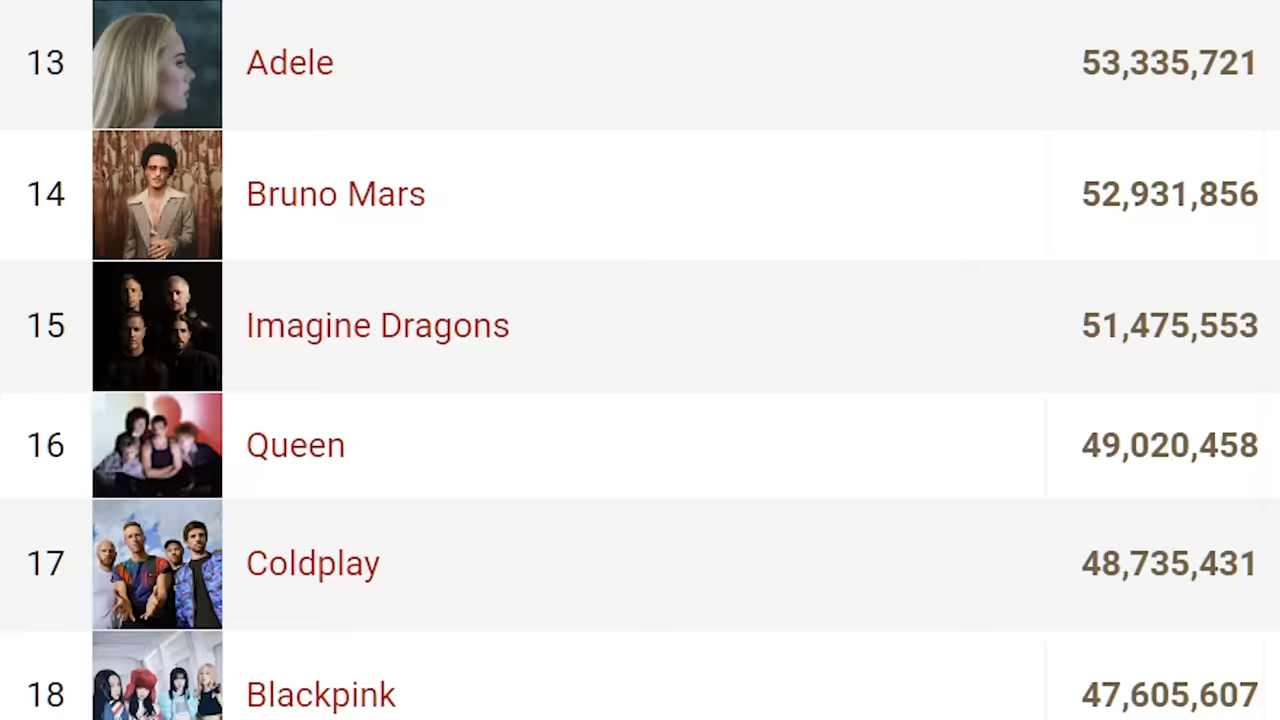 13 Adele 53,335,721
14 Bruno Mars 52,931,856
15 Imagine Dragons 51,475,553
16 Queen 49,020,458
17 Coldplay 48,735,431
18 Blackpink 47,605,607